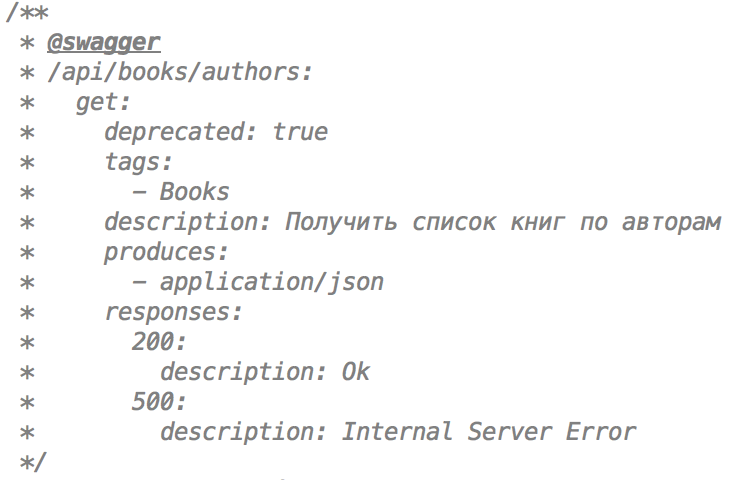 /**
 * @swagger
 * /api/books/authors:
 *   get:
 *     deprecated: true
 *     tags:
 *       - Books
 *     description: Получить список книг по авторам
 *     produces:
 *       - application/json
 *     responses:
 *       200:
 *         description: Ok
 *       500:
 *         description: Internal Server Error
 */